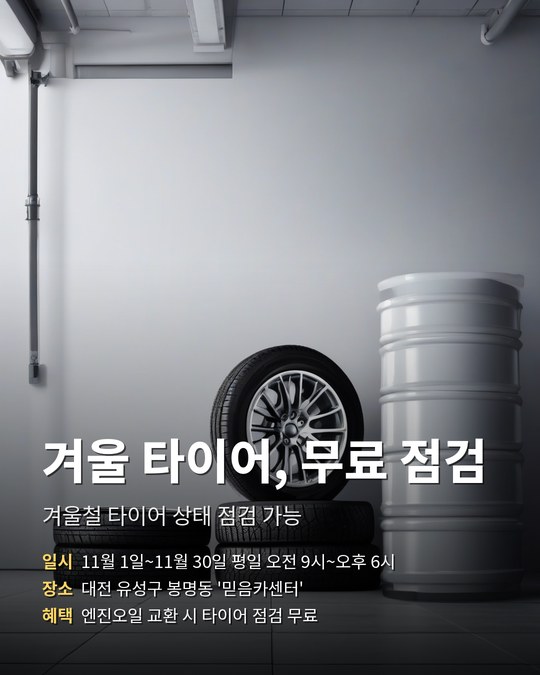 겨울 타이어, 무료 점검
겨울철 타이어 상태 점검 가능
일시 11월 1일~11월 30일 평일 오전 9시~오후 6시
장소 대전 유성구 봉명동 '믿음카센터'
혜택 엔진오일 교환 시 타이어 점검 무료